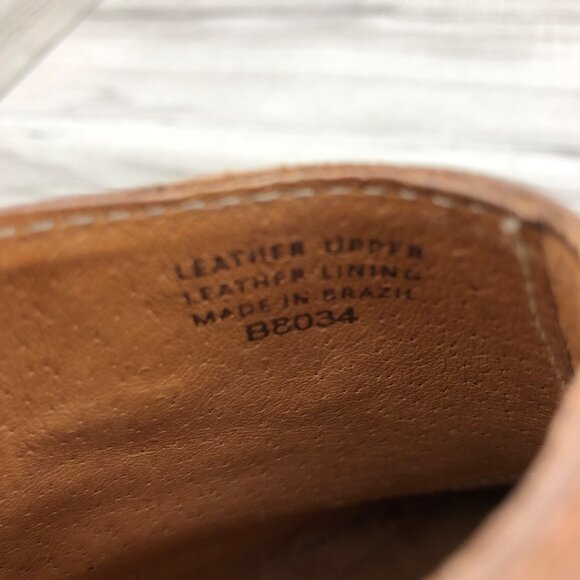 LEATHER UPPER
LEATHER LINING
MADE IN BRAZIL
B8034